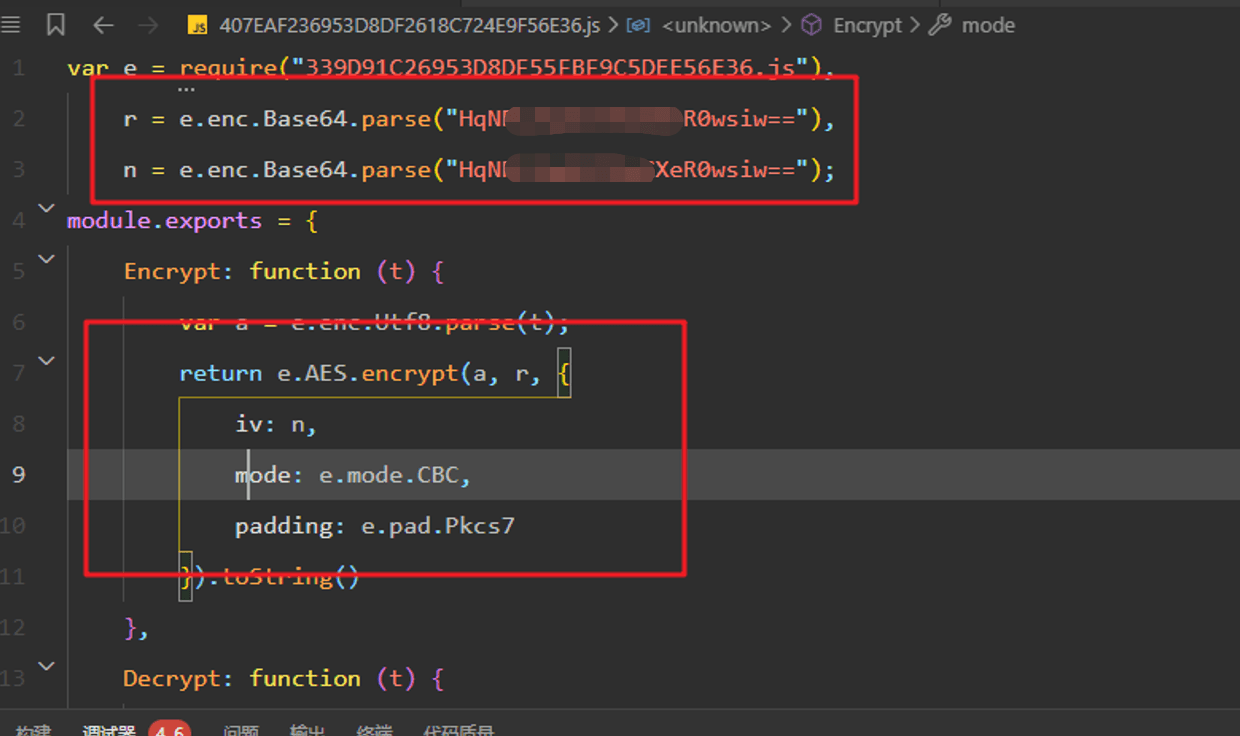 407EAF236953D8DF2618C724E9F56E36.js > <unknown> > Encrypt > mode
1 var e = require("339D91C26953D8DF55FBF9C5DEE56E36.js"),
2 r = e.enc.Base64.parse("HqN R0wsiw=="),
3 n = e.enc.Base64.parse("HqN XeR0wsiw==");
4 module.exports = {
5 Encrypt: function (t) {
6 var a = e.enc.Utf8.parse(t);
7 return e.AES.encrypt(a, r, {
8 iv: n,
9 mode: e.mode.CBC,
10 padding: e.pad.Pkcs7
11 }).toString()
12 },
13 Decrypt: function (t) {
构建 调试器 4, 6 问题 输出 终端 代码质量